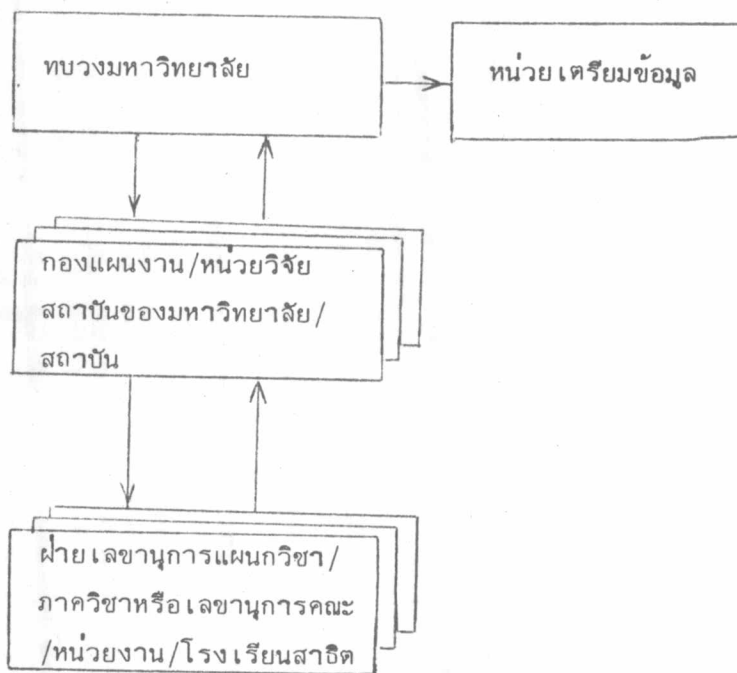 ทบวงมหาวิทยาลัย
หน่วยเตรียมข้อมูล
กองแผนงาน/หน่วยวิจัย
สถาบันของมหาวิทยาลัย/
สถาบัน
ฝ่ายเลขานุการแผนกวิชา/
ภาควิชาหรือเลขานุการคณะ
/หน่วยงาน/โรงเรียนสาธิต